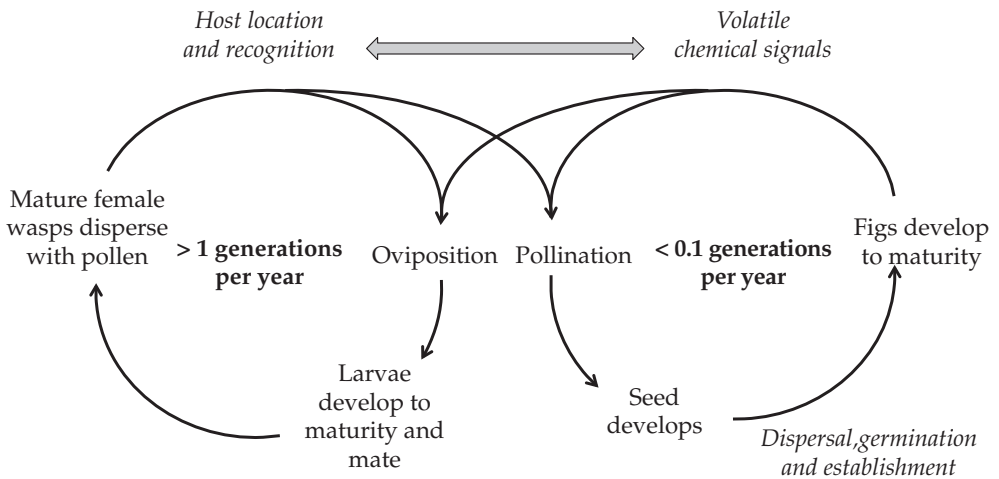 Host location
and recognition
Volatile
chemical signals
Mature female
wasps disperse
with pollen
> 1 generations
per year
Oviposition
Pollination
< 0.1 generations
per year
Figs develop
to maturity
Larvae
develop to
maturity and
mate
Seed
develops
Dispersal,germination
and establishment